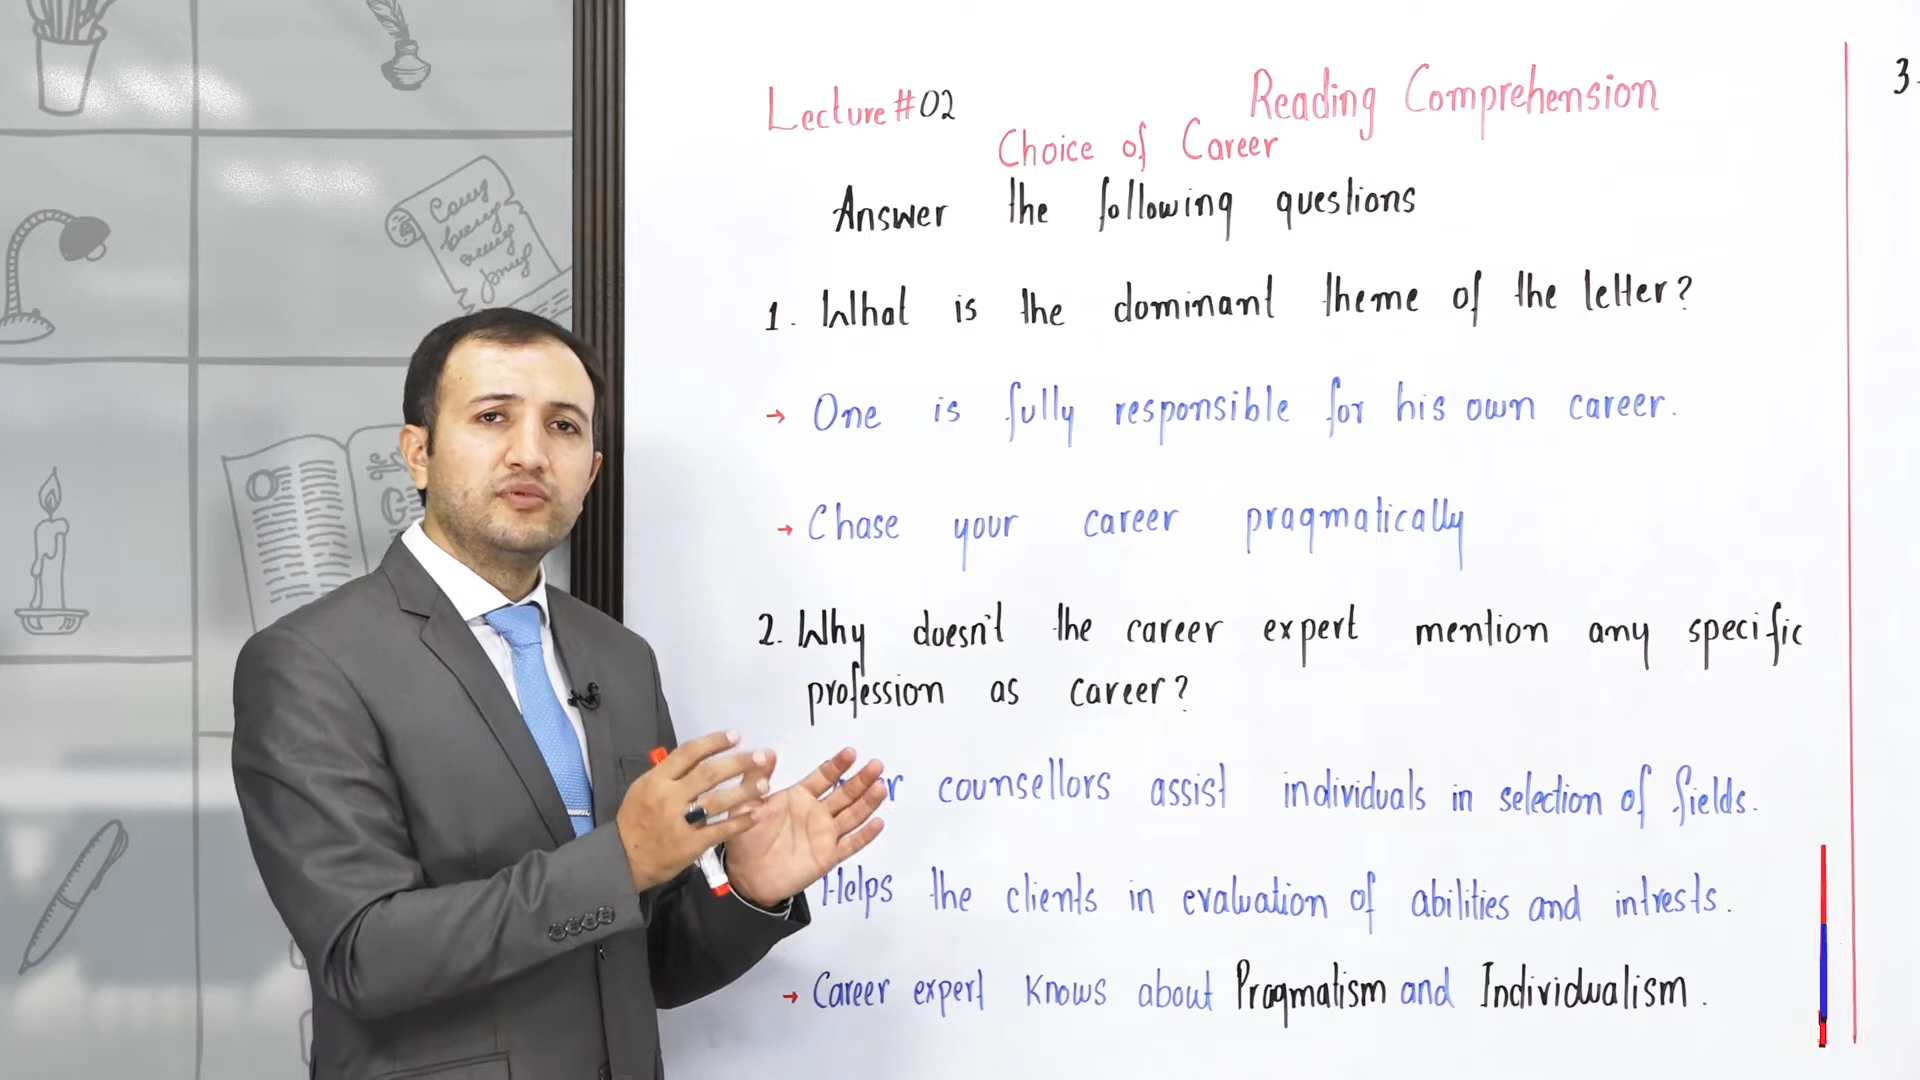 Lecture #02
Reading Comprehension
Choice of Career
Answer the following questions
1. What is the dominant theme of the letter?
→ One is fully responsible for his own career.
→ Chase your career pragmatically
2. Why doesn't the career expert mention any specific
profession as career?
counsellors assist individuals in selection of fields.
Helps the clients in evaluation of abilities and intrests.
→ Career expert knows about Pragmatism and Individualism.
3-